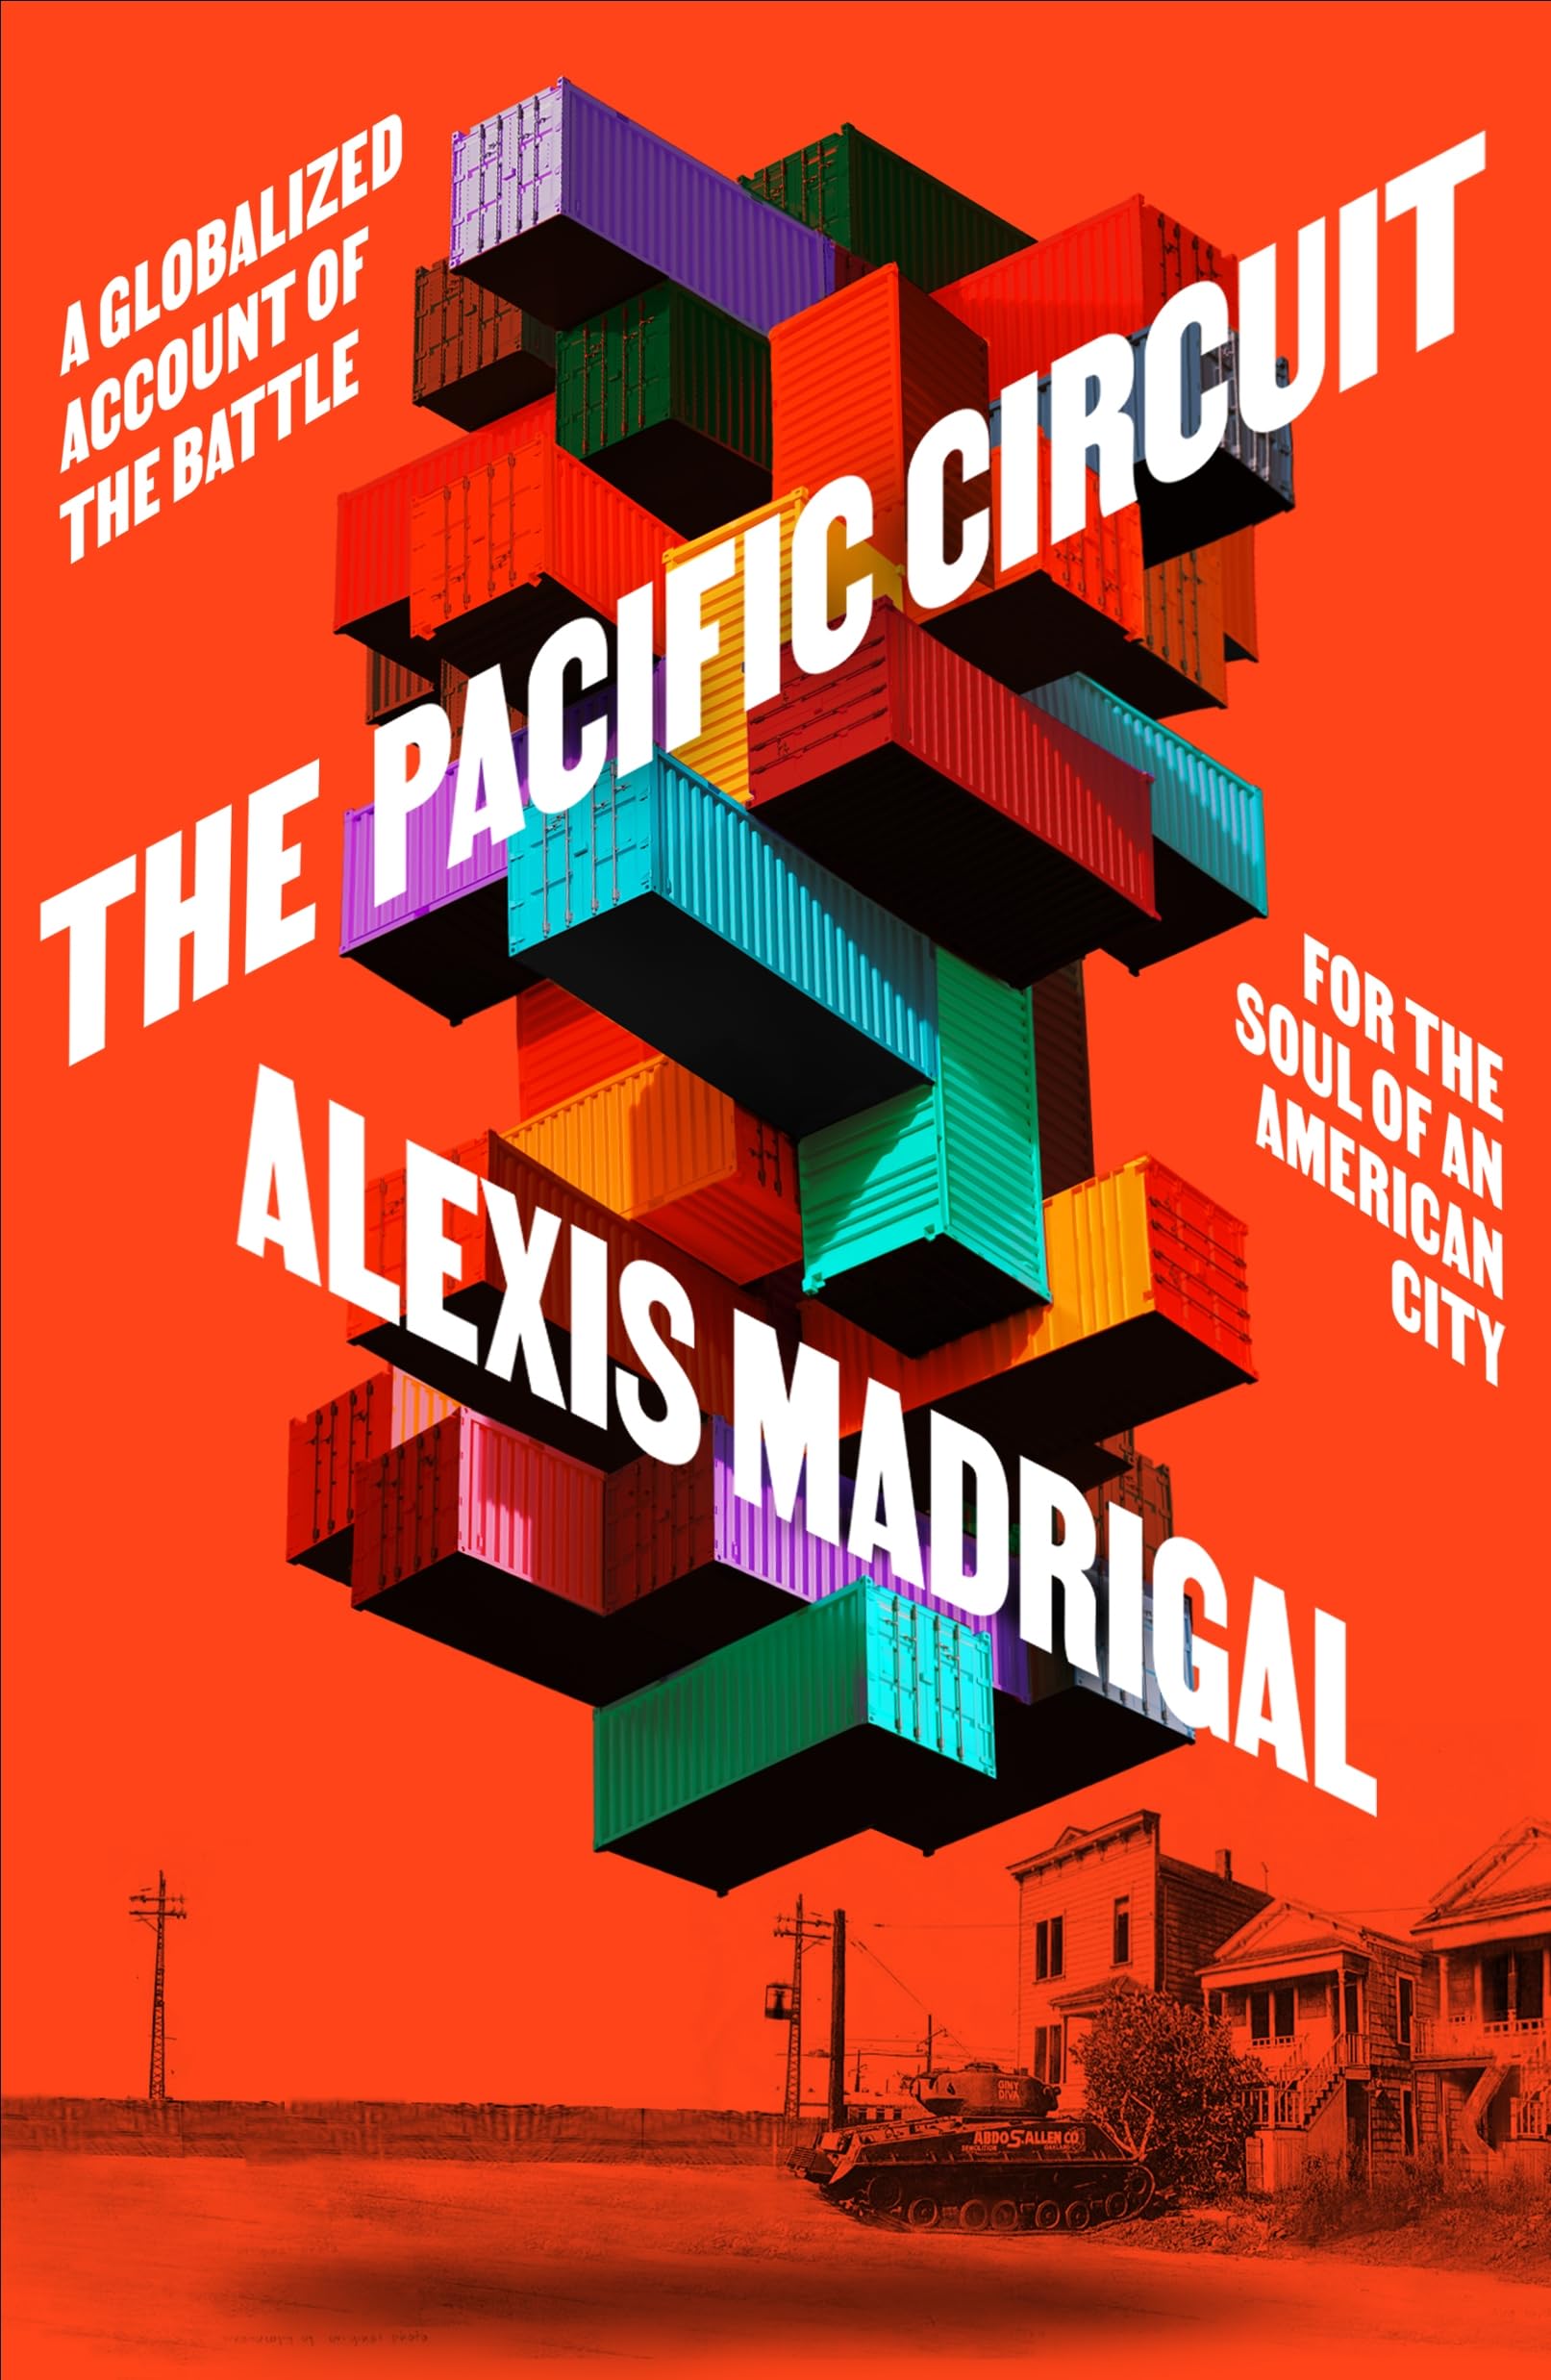 A GLOBALIZED
ACCOUNT OF
THE BATTLE
THE PACIFIC CIRCUIT
FOR THE
SOUL OF AN
AMERICAN
CITY
ALEXIS MADRIGAL
ABDO S. ALLEN CO
DEMOLITION